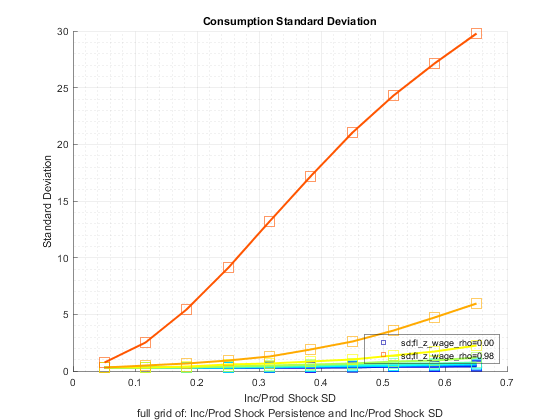 Consumption Standard Deviation
30
25
20
15
10
5
0
Standard Deviation
sd;fl_z_wage_rho=0.00
sd;fl_z_wage_rho=0.98
0 0.1 0.2 0.3 0.4 0.5 0.6 0.7
Inc/Prod Shock SD
full grid of: Inc/Prod Shock Persistence and Inc/Prod Shock SD